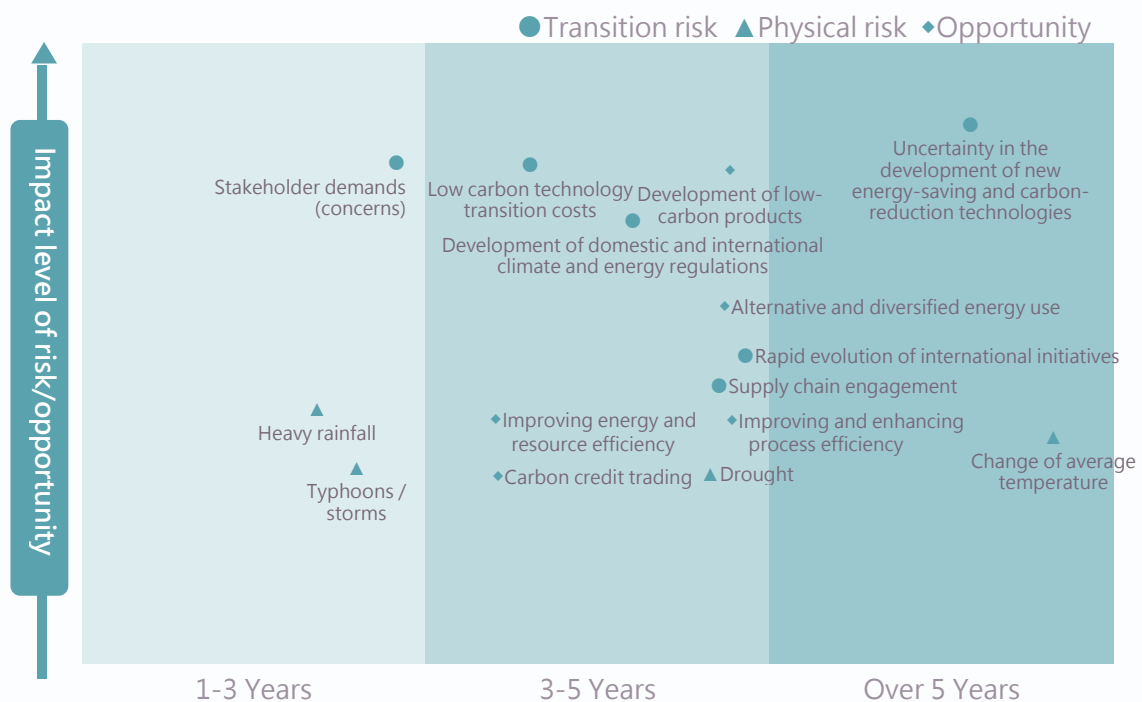 Transition risk Physical risk Opportunity
Impact level of risk/opportunity
Stakeholder demands
(concerns)
Low carbon technology
transition costs
Development of low-
carbon products
Uncertainty in the
development of new
energy-saving and carbon-
reduction technologies
Development of domestic and international
climate and energy regulations
Alternative and diversified energy use
Rapid evolution of international initiatives
Supply chain engagement
Heavy rainfall
Improving energy and
resource efficiency
Improving and enhancing
process efficiency
Typhoons /
storms
Carbon credit trading
Drought
Change of average
temperature
1-3 Years
3-5 Years
Over 5 Years